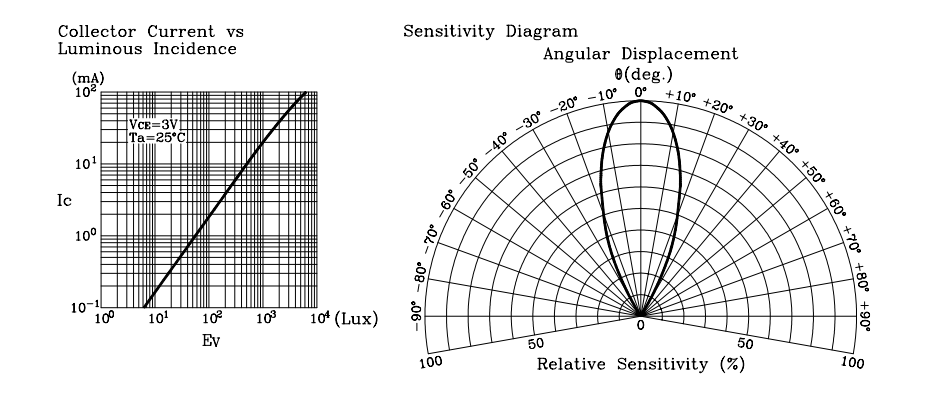 Collector Current vs
Luminous Incidence
(mA)
10²
10¹
10⁰
10⁻¹
Ic
VCE=3V
Ta=25°C
10⁰ 10¹ 10² 10³ 10⁴ (Lux)
Ev
Sensitivity Diagram
Angular Displacement
θ(deg.)
-90° -80° -70° -60° -50° -40° -30° -20° -10° 0° +10° +20° +30° +40° +50° +60° +70° +80° +90°
0
100 50 50 100
Relative Sensitivity (%)